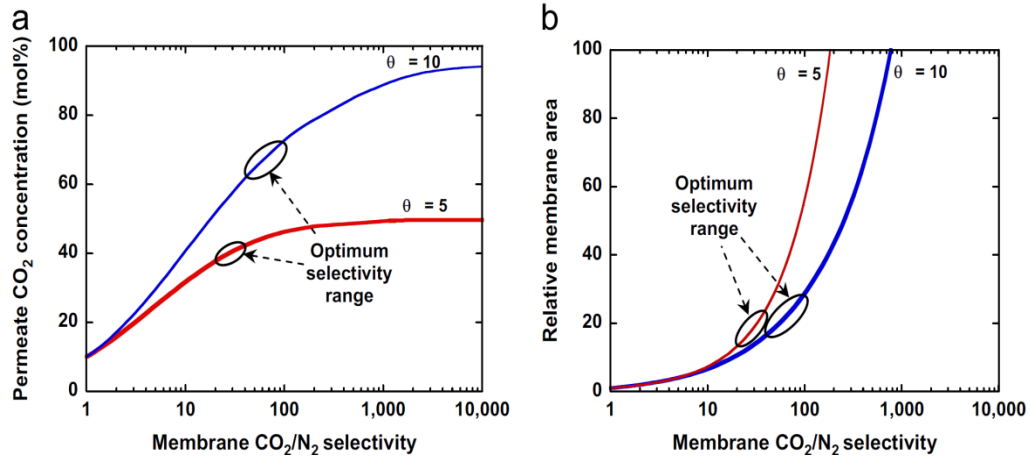 a
Permeate CO2 concentration (mol%)
100
80
60
40
20
0
θ = 10
θ = 5
Optimum
selectivity
range
1
10
100
1,000
10,000
Membrane CO2/N2 selectivity
b
Relative membrane area
100
80
60
40
20
0
θ = 5
θ = 10
Optimum
selectivity
range
1
10
100
1,000
10,000
Membrane CO2/N2 selectivity